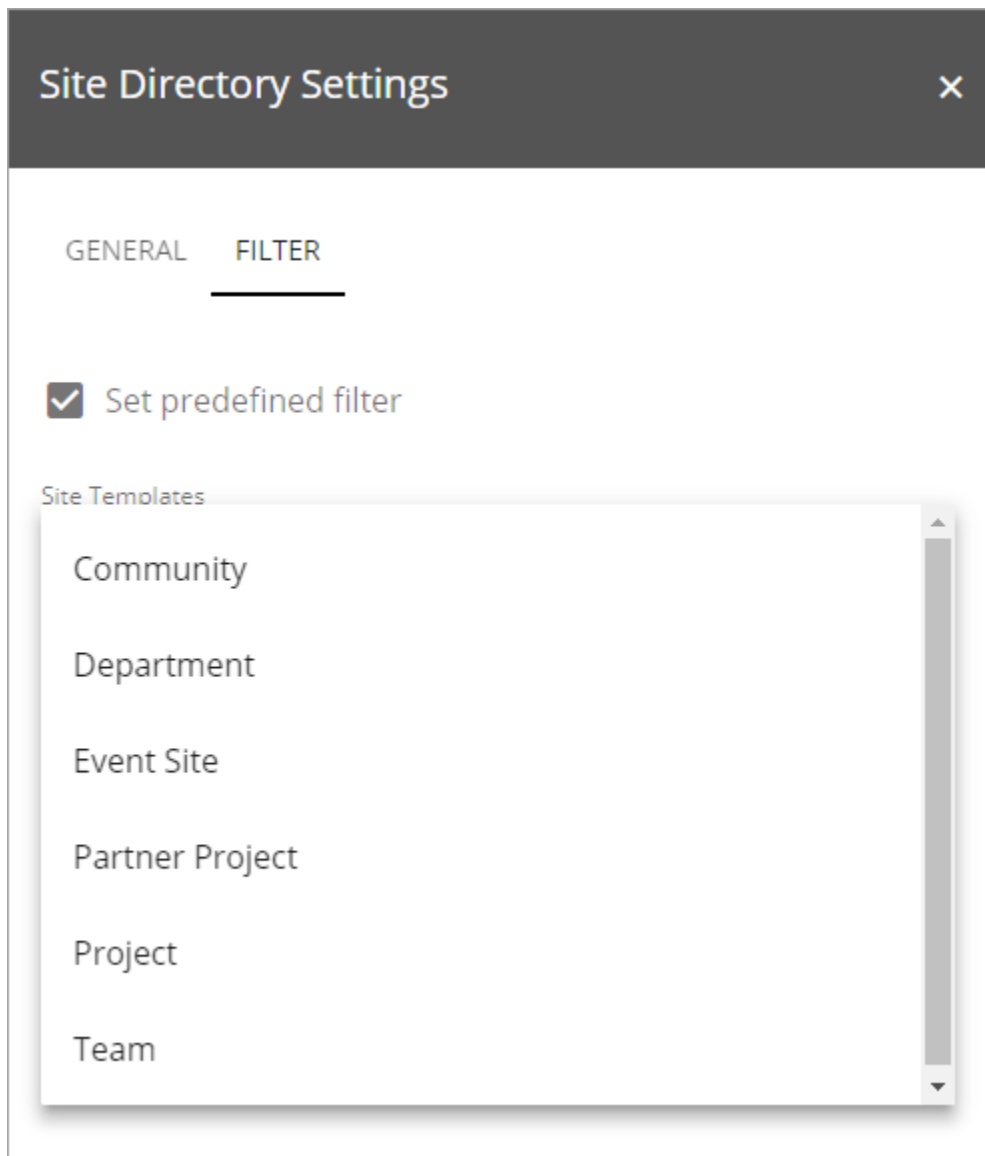 Site Directory Settings
GENERAL FILTER
Set predefined filter
Site Templates
Community
Department
Event Site
Partner Project
Project
Team